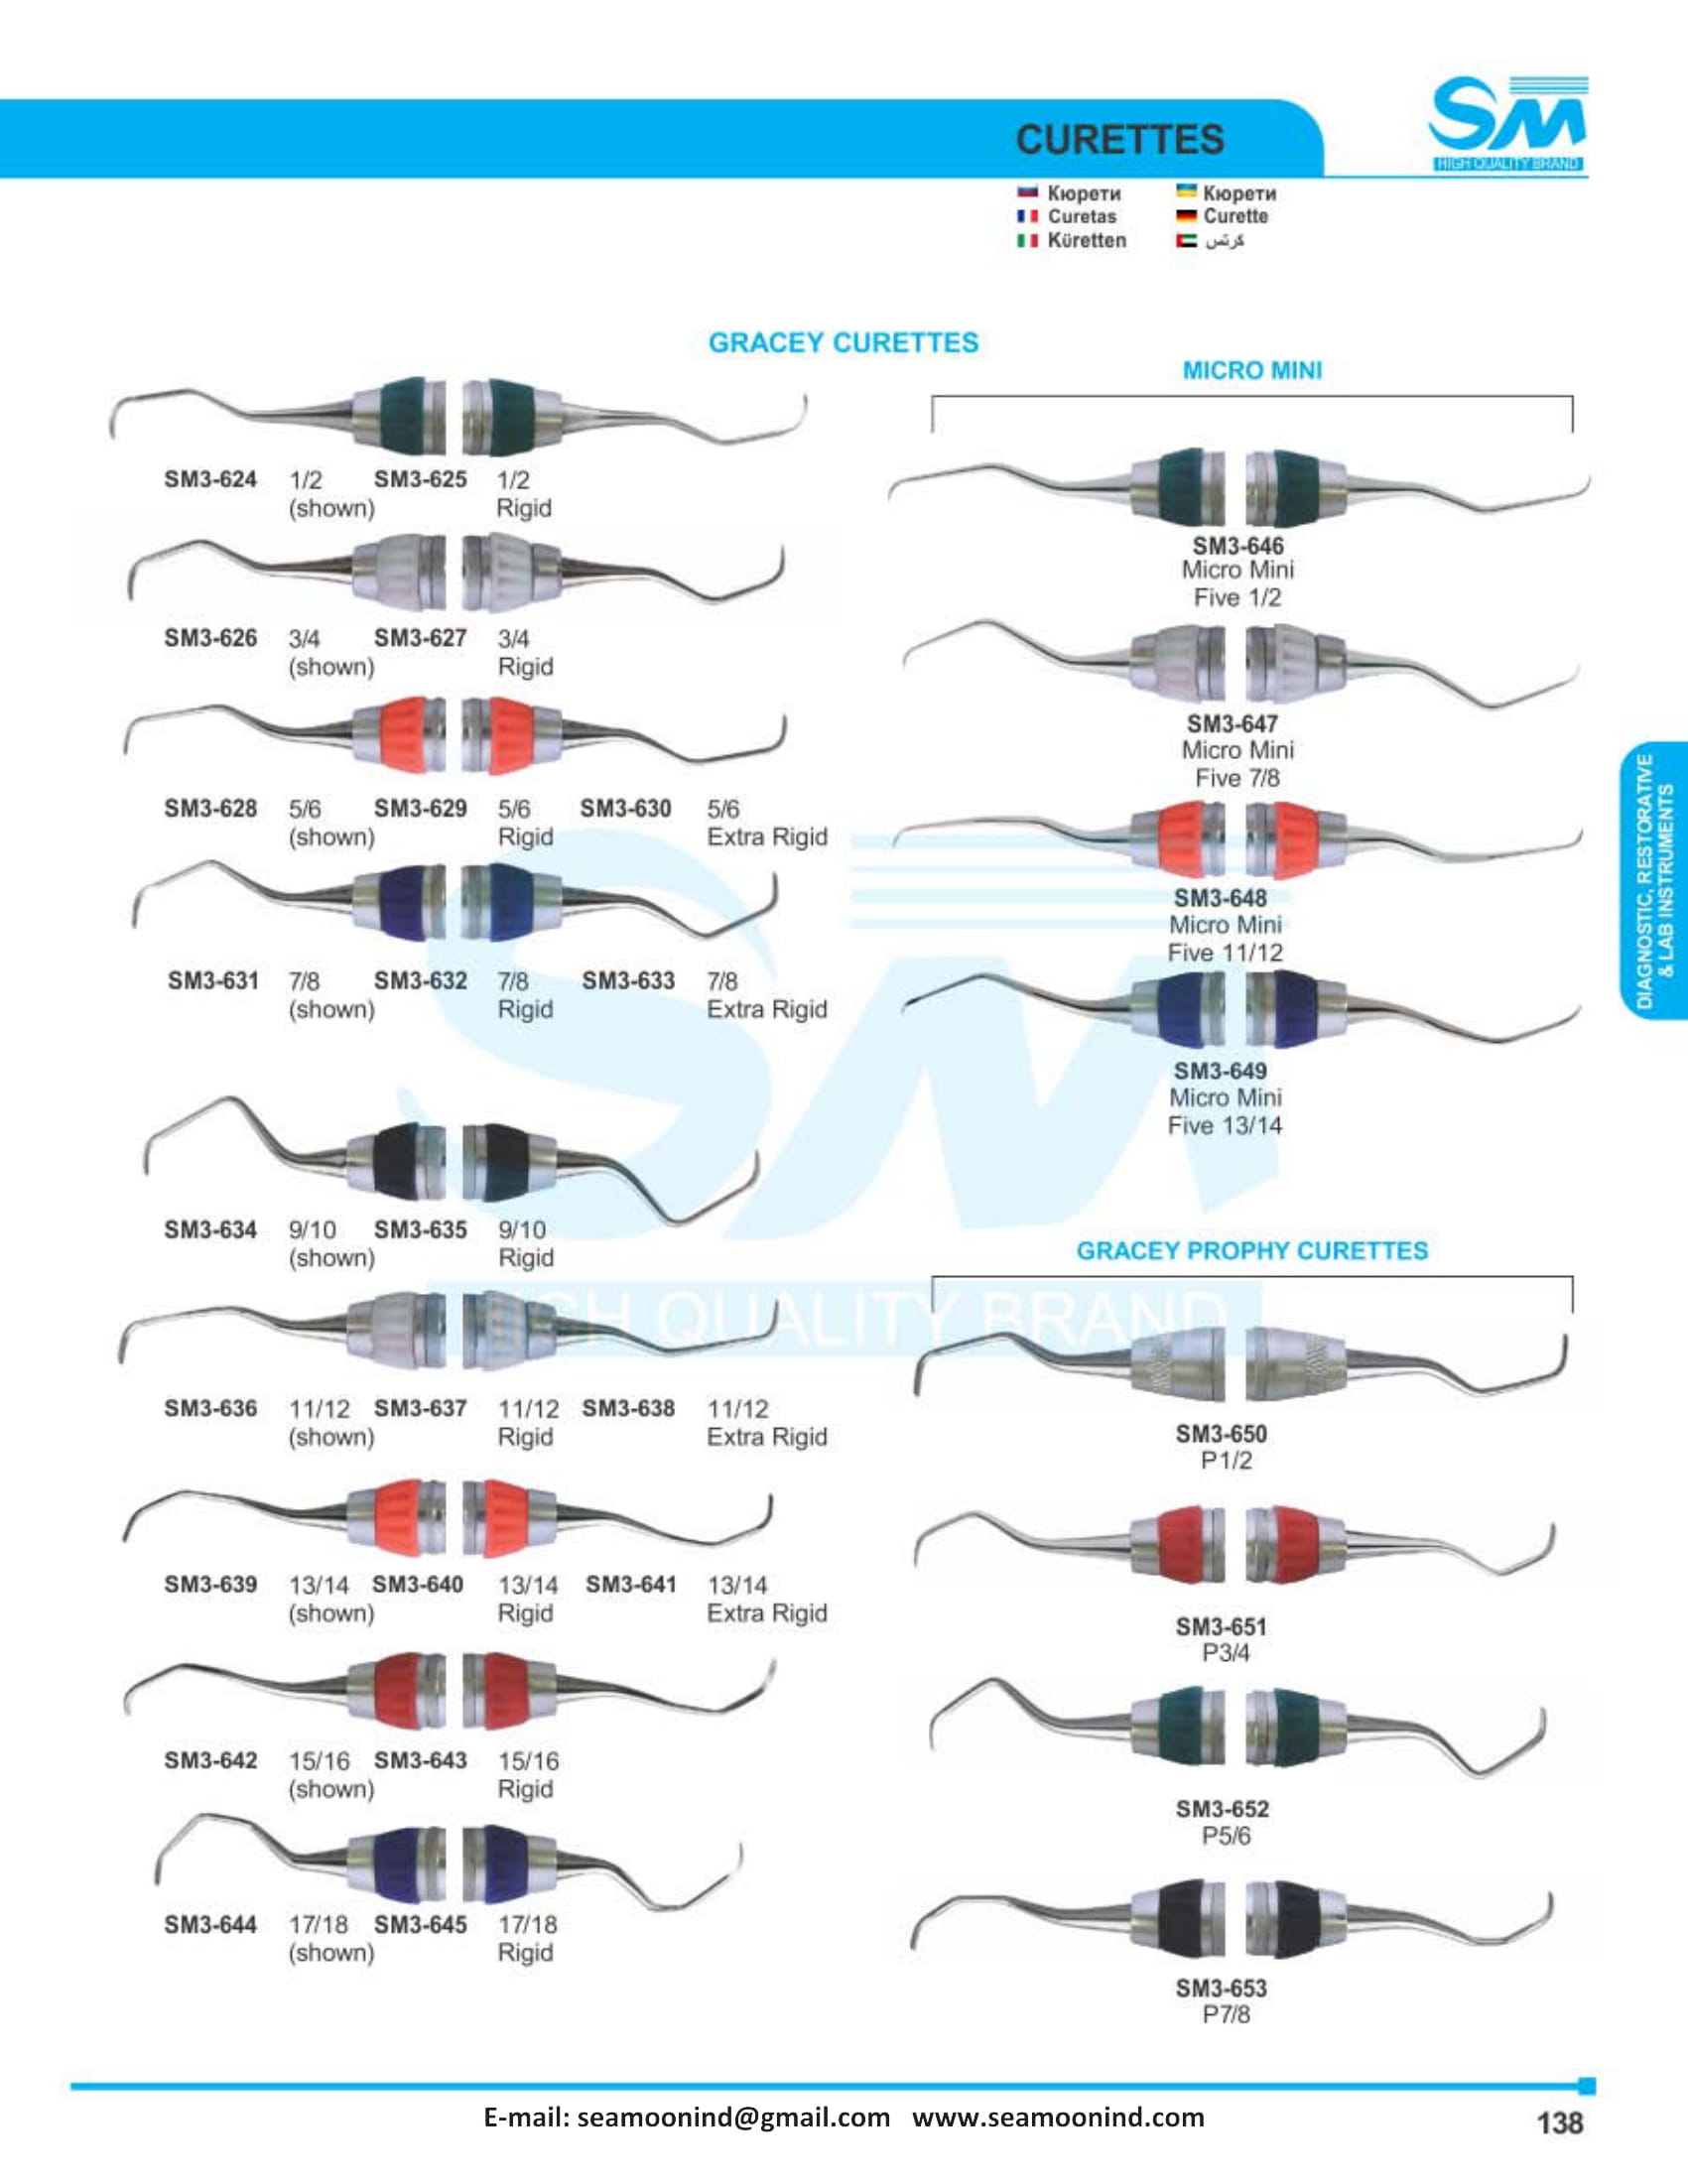 SM
HIGH QUALITY BRAND
CURETTES
Кюрети
Кюрети
Curetas
Curette
Küretten
كرتس
GRACEY CURETTES
MICRO MINI
SM3-624 1/2 SM3-625 1/2
(shown) Rigid
SM3-626 3/4 SM3-627 3/4
(shown) Rigid
SM3-628 5/6 SM3-629 5/6 SM3-630 5/6
(shown) Rigid Extra Rigid
SM3-631 7/8 SM3-632 7/8 SM3-633 7/8
(shown) Rigid Extra Rigid
SM3-634 9/10 SM3-635 9/10
(shown) Rigid
SM3-636 11/12 SM3-637 11/12 SM3-638 11/12
(shown) Rigid Extra Rigid
SM3-639 13/14 SM3-640 13/14 SM3-641 13/14
(shown) Rigid Extra Rigid
SM3-642 15/16 SM3-643 15/16
(shown) Rigid
SM3-644 17/18 SM3-645 17/18
(shown) Rigid
SM3-646
Micro Mini
Five 1/2
SM3-647
Micro Mini
Five 7/8
SM3-648
Micro Mini
Five 11/12
SM3-649
Micro Mini
Five 13/14
GRACEY PROPHY CURETTES
SM3-650
P1/2
SM3-651
P3/4
SM3-652
P5/6
SM3-653
P7/8
DIAGNOSTIC, RESTORATIVE
& LAB INSTRUMENTS
SM
HIGH QUALITY BRAND
E-mail: seamoonind@gmail.com www.seamoonind.com
138